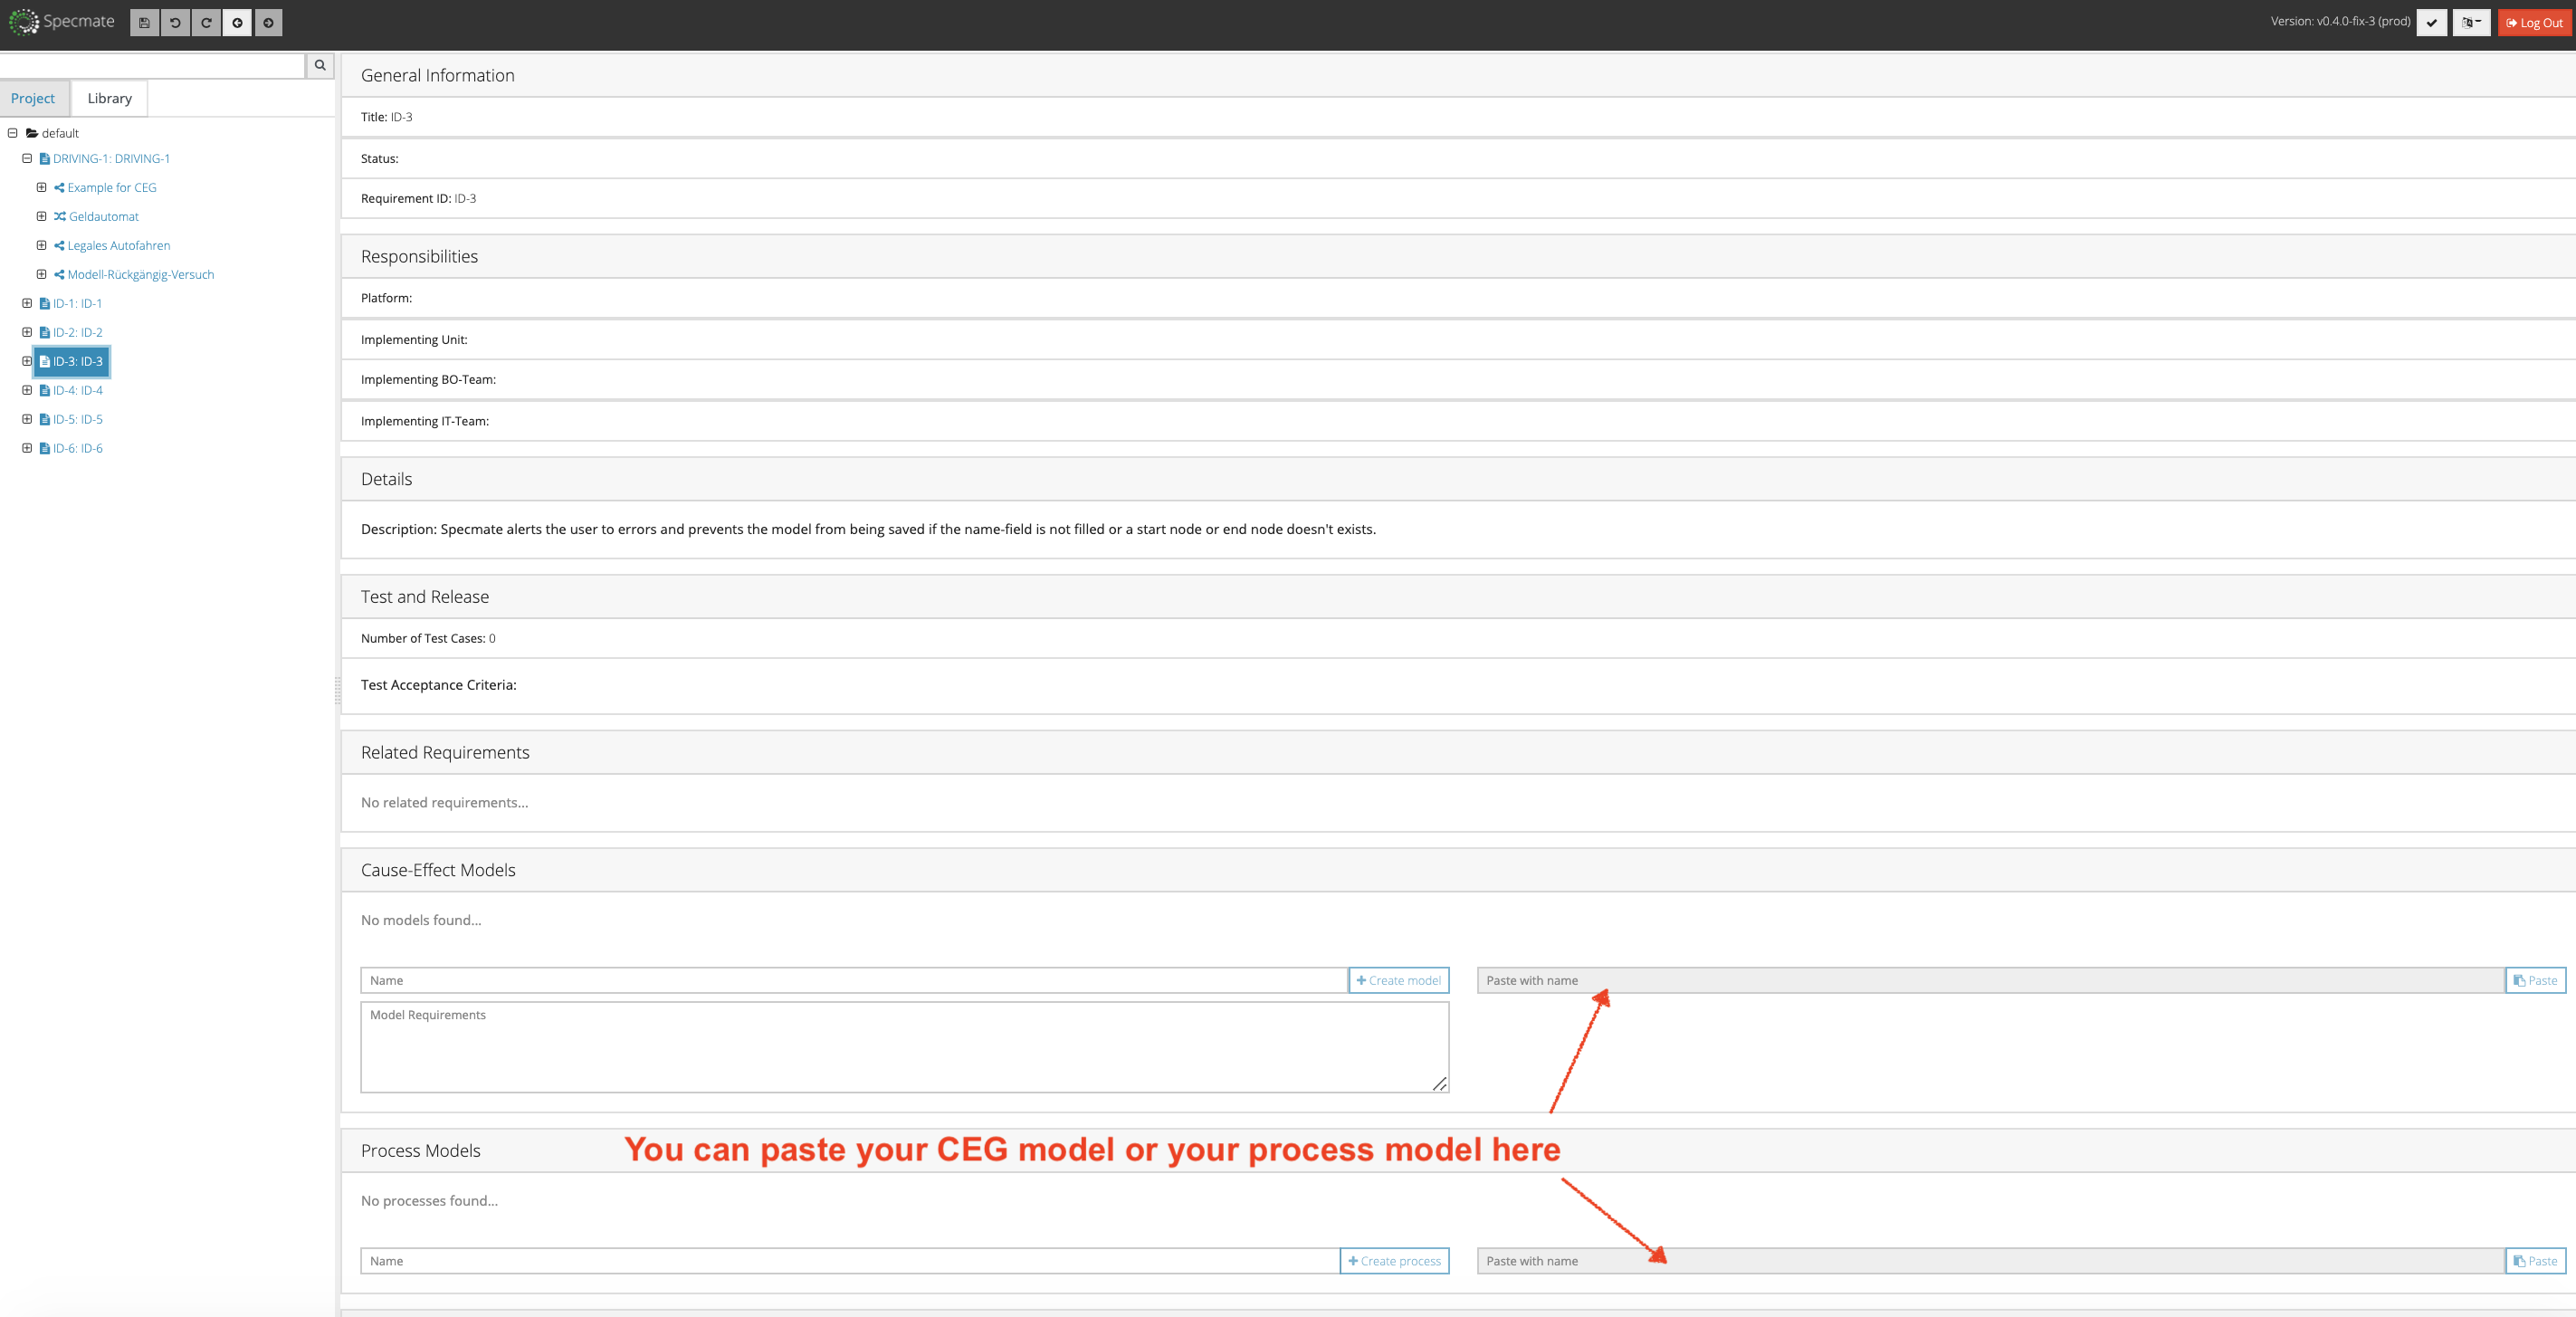 Specmate
Version: v0.4.0-fix-3 (prod)
Log Out
Project
Library
default
DRIVING-1: DRIVING-1
Example for CEG
Geldautomat
Legales Autofahren
Modell-Rückgängig-Versuch
ID-1: ID-1
ID-2: ID-2
ID-3: ID-3
ID-4: ID-4
ID-5: ID-5
ID-6: ID-6
General Information
Title: ID-3
Status:
Requirement ID: ID-3
Responsibilities
Platform:
Implementing Unit:
Implementing BO-Team:
Implementing IT-Team:
Details
Description: Specmate alerts the user to errors and prevents the model from being saved if the name-field is not filled or a start node or end node doesn't exists.
Test and Release
Number of Test Cases: 0
Test Acceptance Criteria:
Related Requirements
No related requirements...
Cause-Effect Models
No models found...
Name
Create model
Paste with name
Paste
Model Requirements
Process Models
You can paste your CEG model or your process model here
No processes found...
Name
Create process
Paste with name
Paste